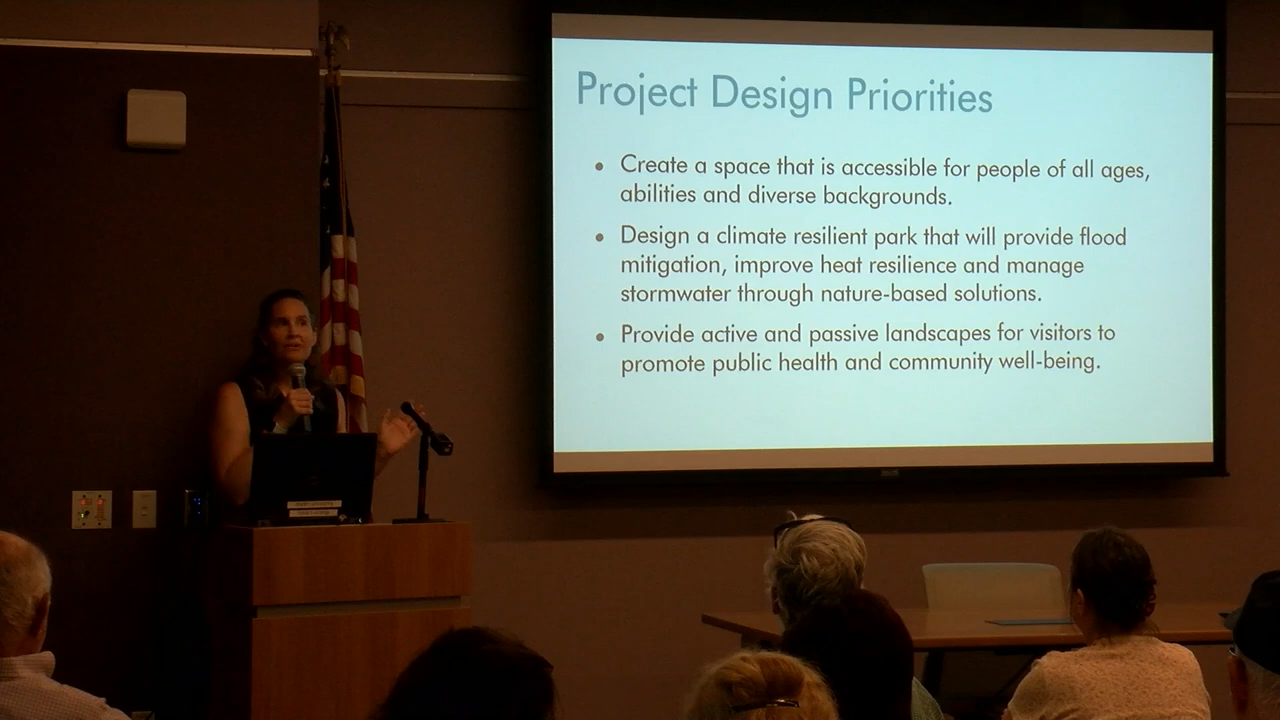 Project Design Priorities
• Create a space that is accessible for people of all ages,
abilities and diverse backgrounds.
• Design a climate resilient park that will provide flood
mitigation, improve heat resilience and manage
stormwater through nature-based solutions.
• Provide active and passive landscapes for visitors to
promote public health and community well-being.